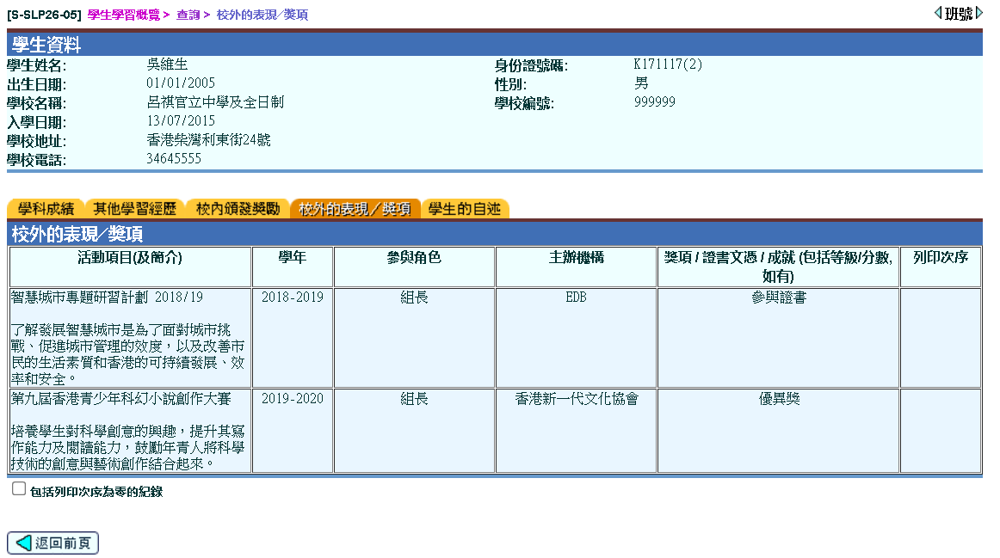 [S-SLP26-05] 學生學習概覽 > 查詢 > 校外的表現／獎項
班號
學生資料
學生姓名: 吳維生 身份證號碼: K171117(2)
出生日期: 01/01/2005 性別: 男
學校名稱: 呂祺官立中學及全日制 學校編號: 999999
入學日期: 13/07/2015
學校地址: 香港柴灣利東街24號
學校電話: 34645555
學科成績 其他學習經歷 校內頒發獎勵 校外的表現／獎項 學生的自述
校外的表現／獎項
活動項目(及簡介) 學年 參與角色 主辦機構 獎項 / 證書文憑 / 成就 (包括等級/分數, 列印次序
如有)
智慧城市專題研習計劃 2018/19 2018-2019 組長 EDB 參與證書
了解發展智慧城市是為了面對城市挑
戰、促進城市管理的效度，以及改善市
民的生活素質和香港的可持續發展、效
率和安全。
第九屆香港青少年科幻小說創作大賽 2019-2020 組長 香港新一代文化協會 優異獎
培養學生對科學創意的興趣，提升其寫
作能力及閱讀能力，鼓勵年青人將科學
技術的創意與藝術創作結合起來。
包括列印次序為零的紀錄
返回前頁